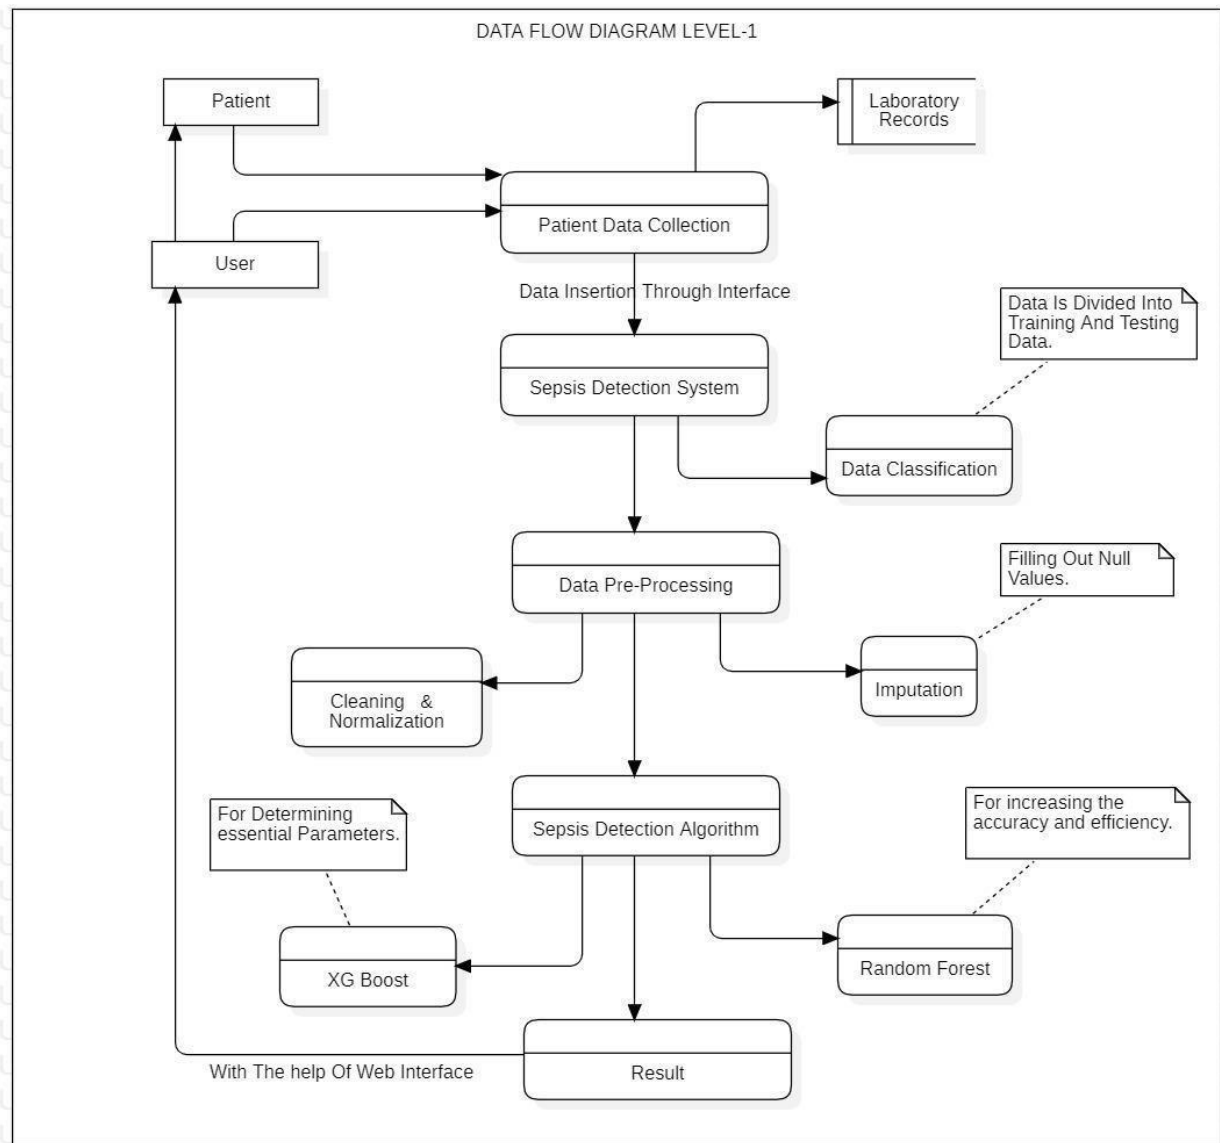 DATA FLOW DIAGRAM LEVEL-1
Patient
Laboratory
Records
Patient Data Collection
User
Data Insertion Through Interface
Data Is Divided Into
Training And Testing
Data.
Sepsis Detection System
Data Classification
Filling Out Null
Values.
Data Pre-Processing
Imputation
Cleaning &
Normalization
For Determining
essential Parameters.
Sepsis Detection Algorithm
For increasing the
accuracy and efficiency.
XG Boost
Random Forest
With The help Of Web Interface
Result